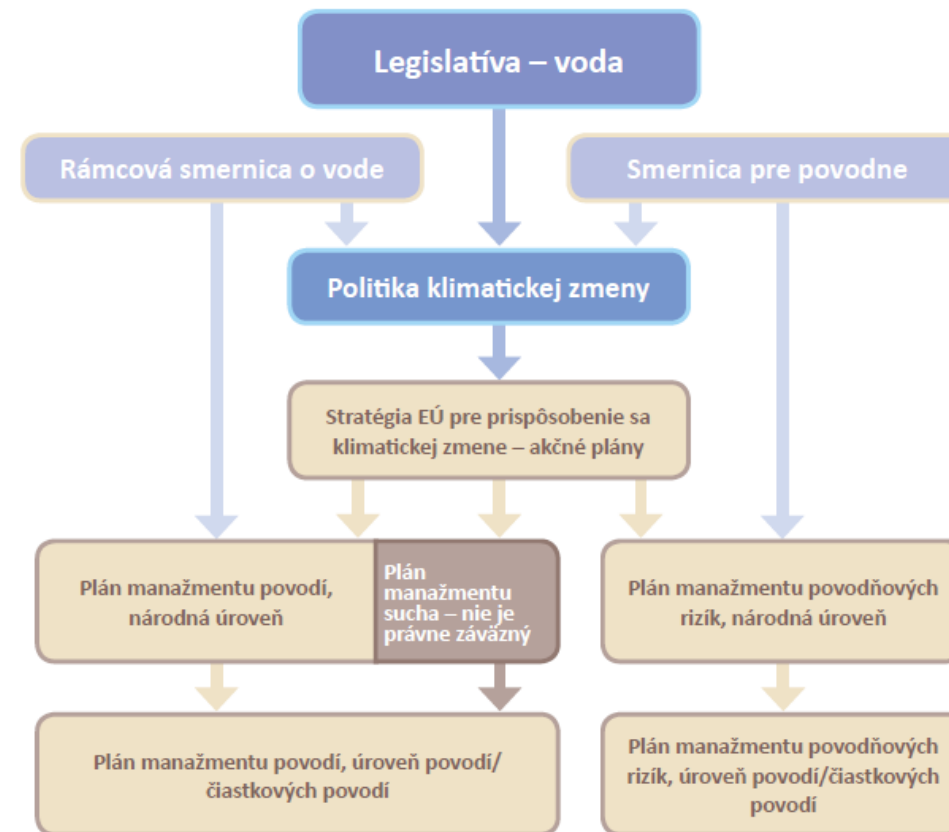 Legislatíva – voda
Rámcová smernica o vode
Smernica pre povodne
Politika klimatickej zmeny
Stratégia EÚ pre prispôsobenie sa
klimatickej zmene – akčné plány
Plán manažmentu povodí,
národná úroveň
Plán
manažmentu
sucha – nie je
právne záväzný
Plán manažmentu povodňových
rizík, národná úroveň
Plán manažmentu povodí, úroveň povodí/
čiastkových povodí
Plán manažmentu povodňových
rizík, úroveň povodí/čiastkových
povodí